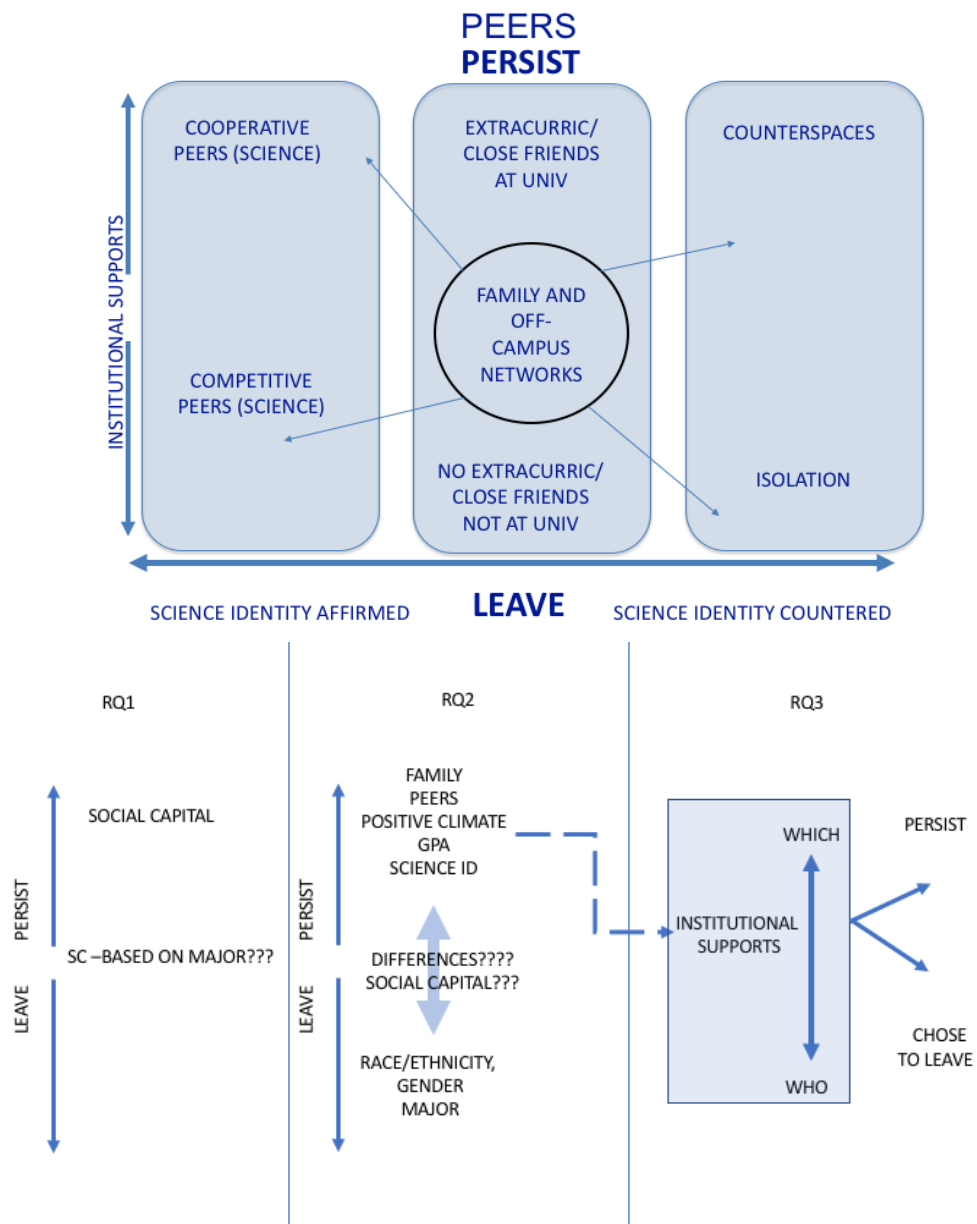 PEERS
PERSIST
COOPERATIVE
PEERS (SCIENCE)
EXTRACURRIC/
CLOSE FRIENDS
AT UNIV
COUNTERSPACES
INSTITUTIONAL SUPPORTS
FAMILY AND
OFF-
CAMPUS
NETWORKS
COMPETITIVE
PEERS (SCIENCE)
NO EXTRACURRIC/
CLOSE FRIENDS
NOT AT UNIV
ISOLATION
SCIENCE IDENTITY AFFIRMED
LEAVE
SCIENCE IDENTITY COUNTERED
RQ1
SOCIAL CAPITAL
PERSIST
SC –BASED ON MAJOR???
LEAVE
RQ2
FAMILY
PEERS
POSITIVE CLIMATE
GPA
SCIENCE ID
PERSIST
DIFFERENCES????
SOCIAL CAPITAL???
LEAVE
RACE/ETHNICITY,
GENDER
MAJOR
RQ3
WHICH
INSTITUTIONAL
SUPPORTS
WHO
PERSIST
CHOSE
TO LEAVE